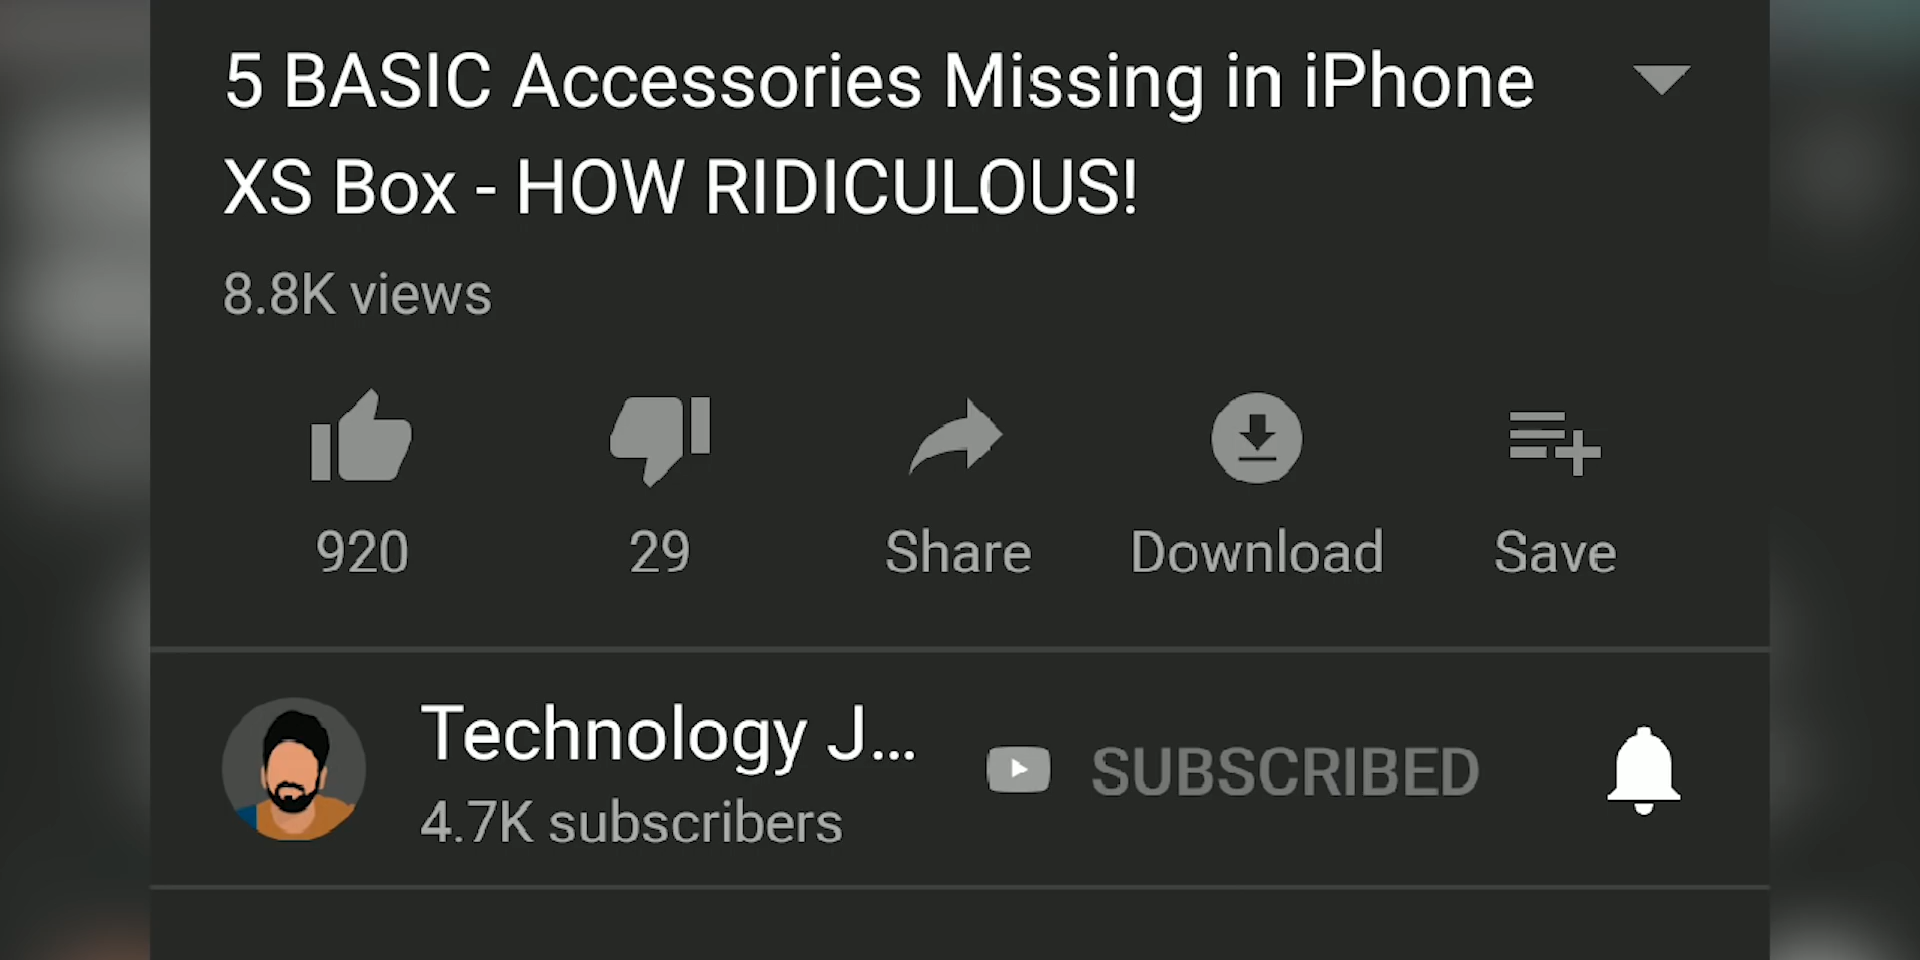 5 BASIC Accessories Missing in iPhone
XS Box - HOW RIDICULOUS!
8.8K views
920 29 Share Download Save
Technology J...
SUBSCRIBED
4.7K subscribers